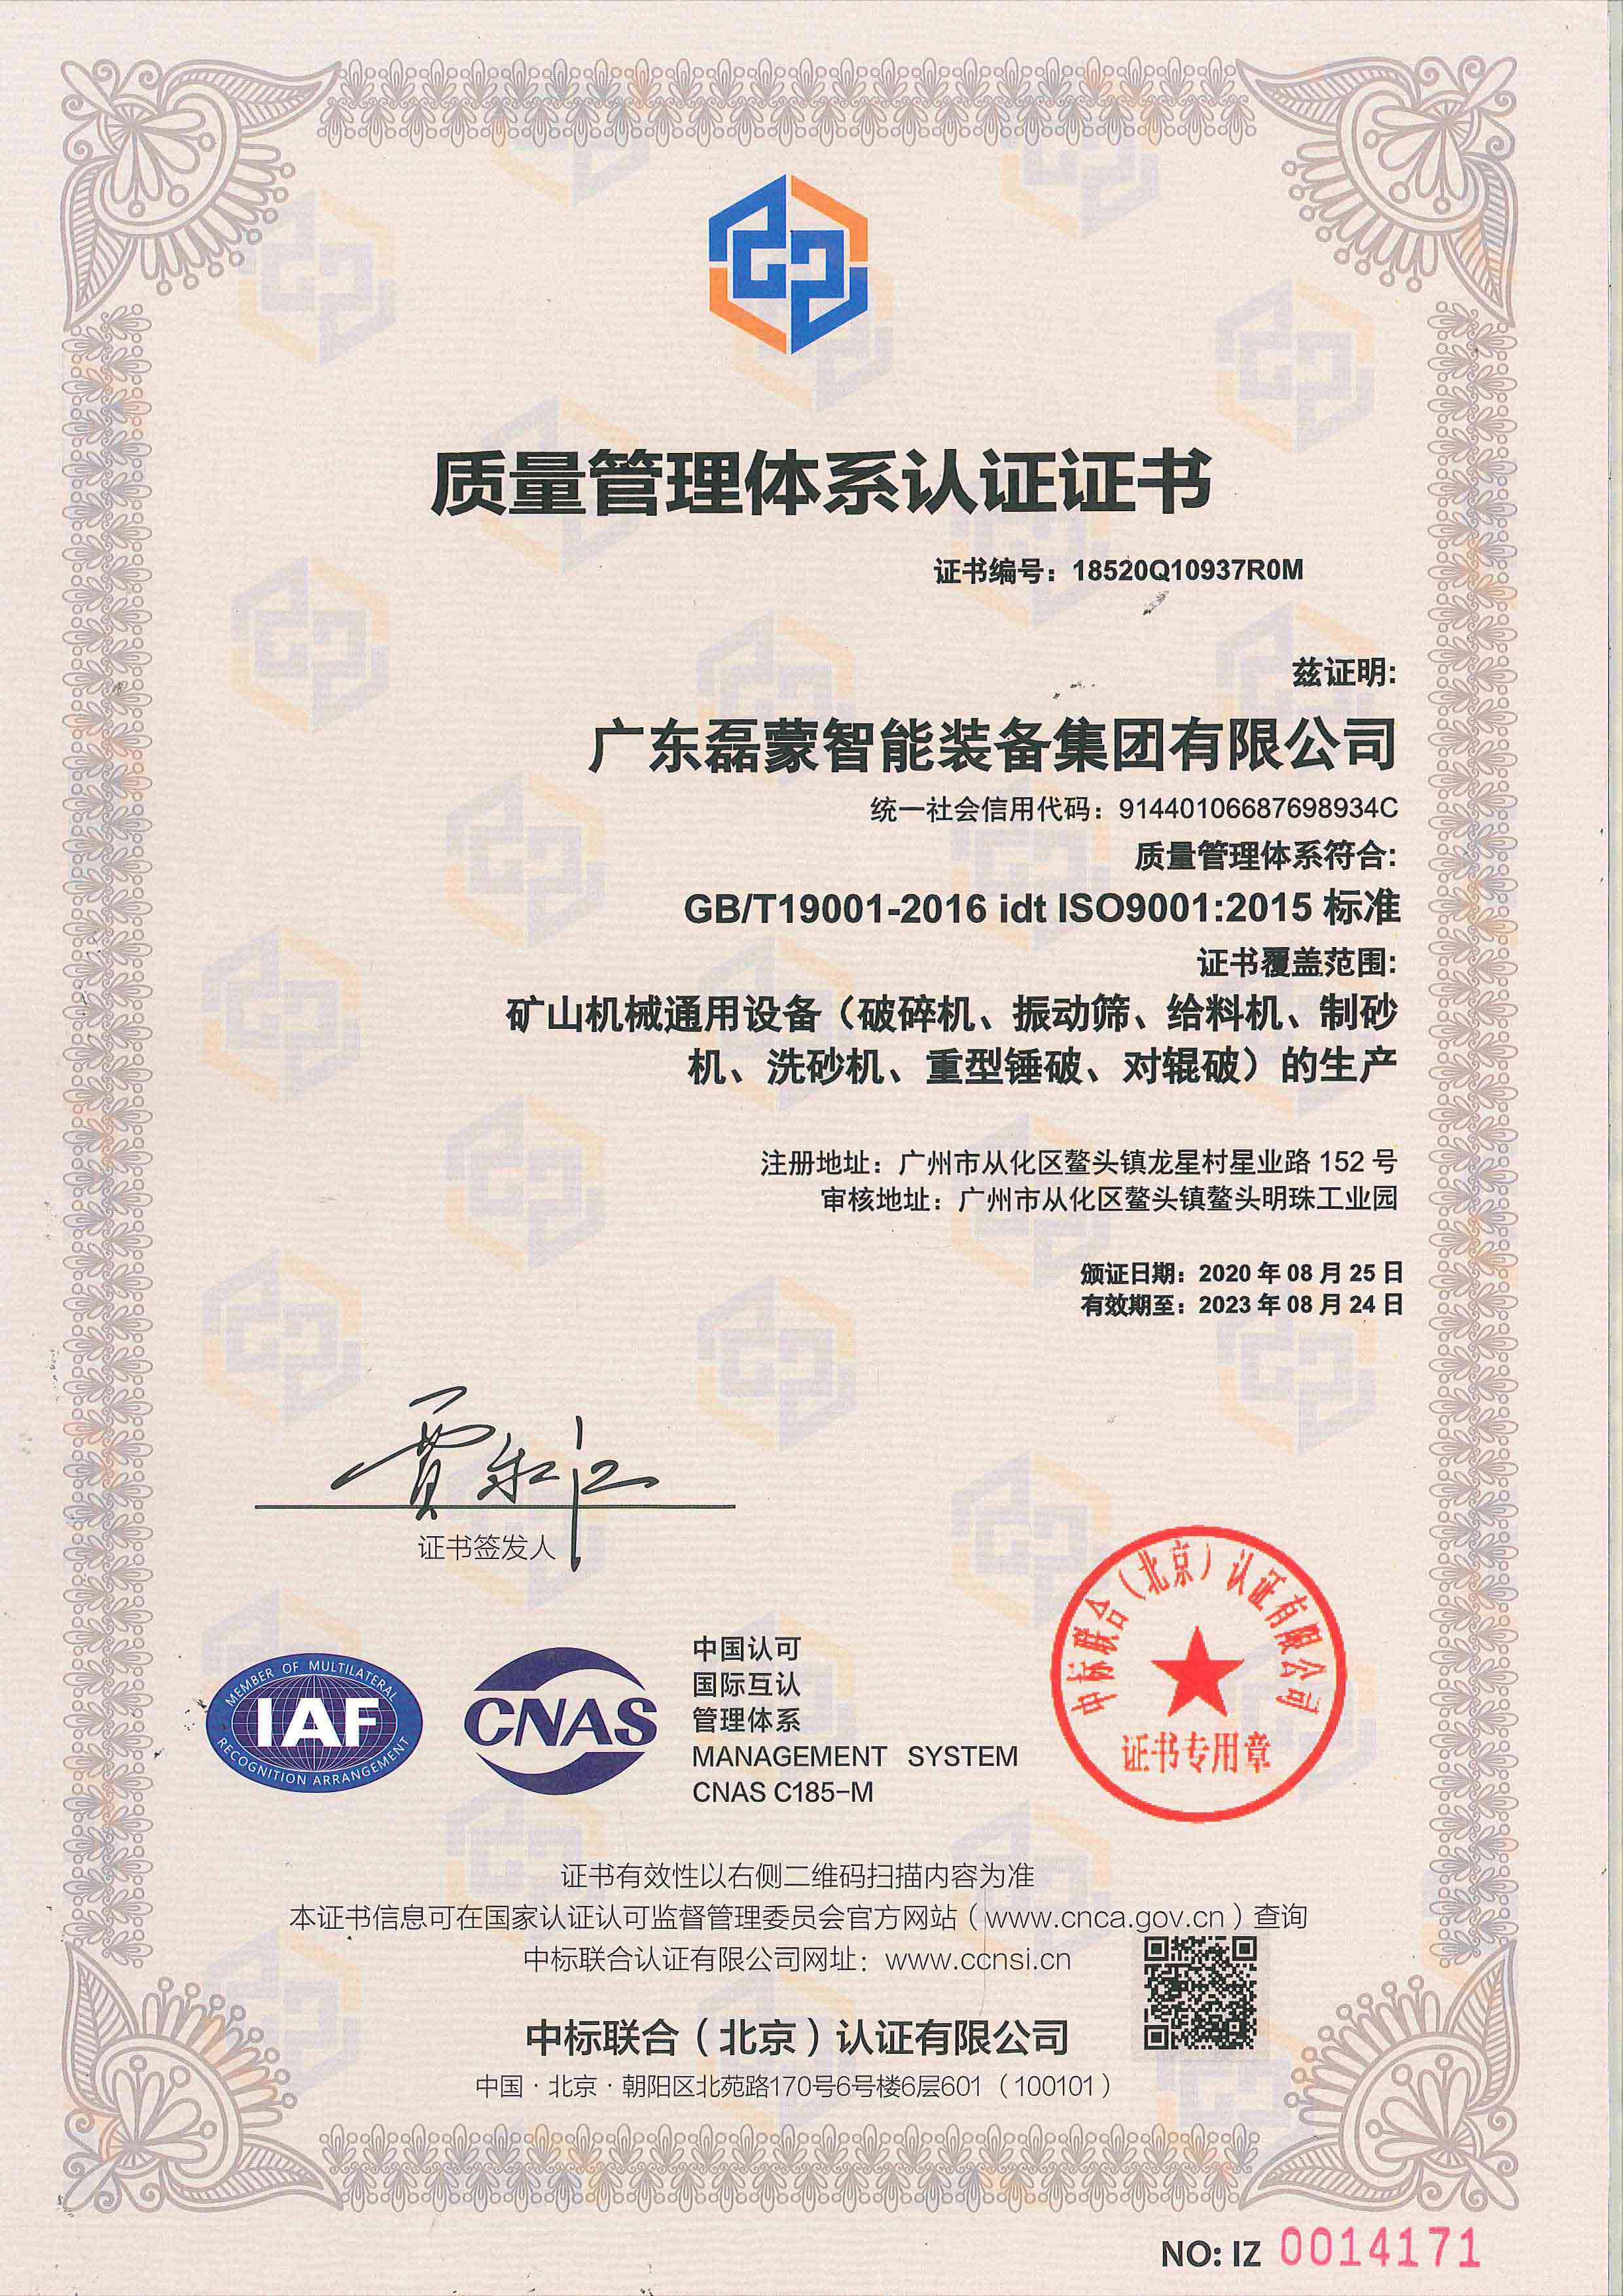 质量管理体系认证证书
证书编号：18520Q10937R0M
兹证明:
广东磊蒙智能装备集团有限公司
统一社会信用代码：91440106687698934C
质量管理体系符合:
GB/T19001-2016 idt ISO9001:2015 标准
证书覆盖范围:
矿山机械通用设备（破碎机、振动筛、给料机、制砂
机、洗砂机、重型锤破、对辊破）的生产
注册地址：广州市从化区鳌头镇龙星村星业路 152 号
审核地址：广州市从化区鳌头镇鳌头明珠工业园
颁证日期：2020 年 08 月 25 日
有效期至：2023 年 08 月 24 日
证书签发人
MEMBER OF MULTILATERAL
IAF
RECOGNITION ARRANGEMENT
CNAS
中国认可
国际互认
管理体系
MANAGEMENT SYSTEM
CNAS C185-M
中标联合（北京）认证有限公司
证书专用章
证书有效性以右侧二维码扫描内容为准
本证书信息可在国家认证认可监督管理委员会官方网站（www.cnca.gov.cn）查询
中标联合认证有限公司网址：www.ccnsi.cn
中标联合（北京）认证有限公司
中国·北京·朝阳区北苑路170号6号楼6层601（100101）
NO: IZ 0014171